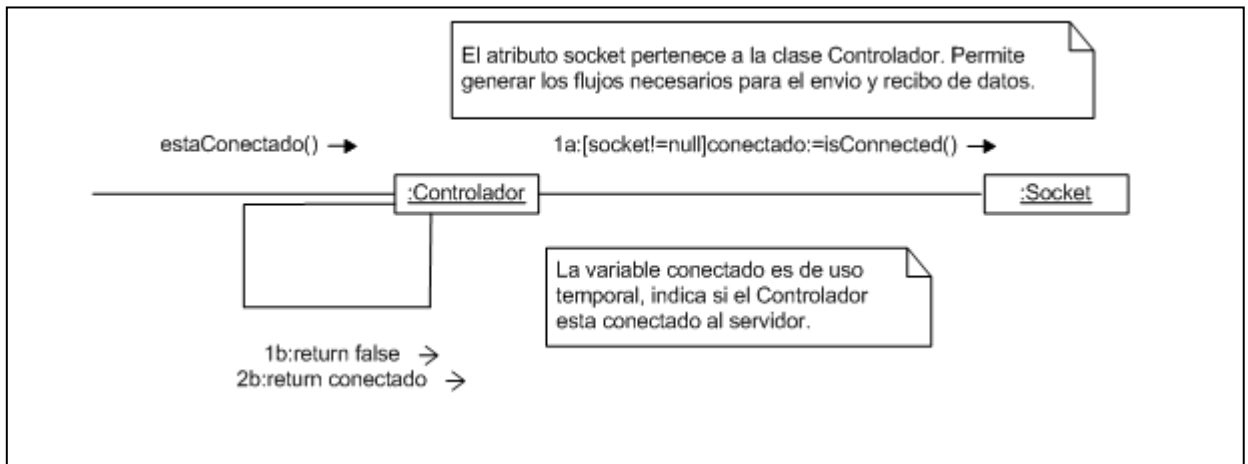 El atributo socket pertenece a la clase Controlador. Permite
generar los flujos necesarios para el envio y recibo de datos.
estaConectado()
1a:[socket!=null]conectado:=isConnected()
:Controlador
:Socket
La variable conectado es de uso
temporal, indica si el Controlador
esta conectado al servidor.
1b:return false
2b:return conectado